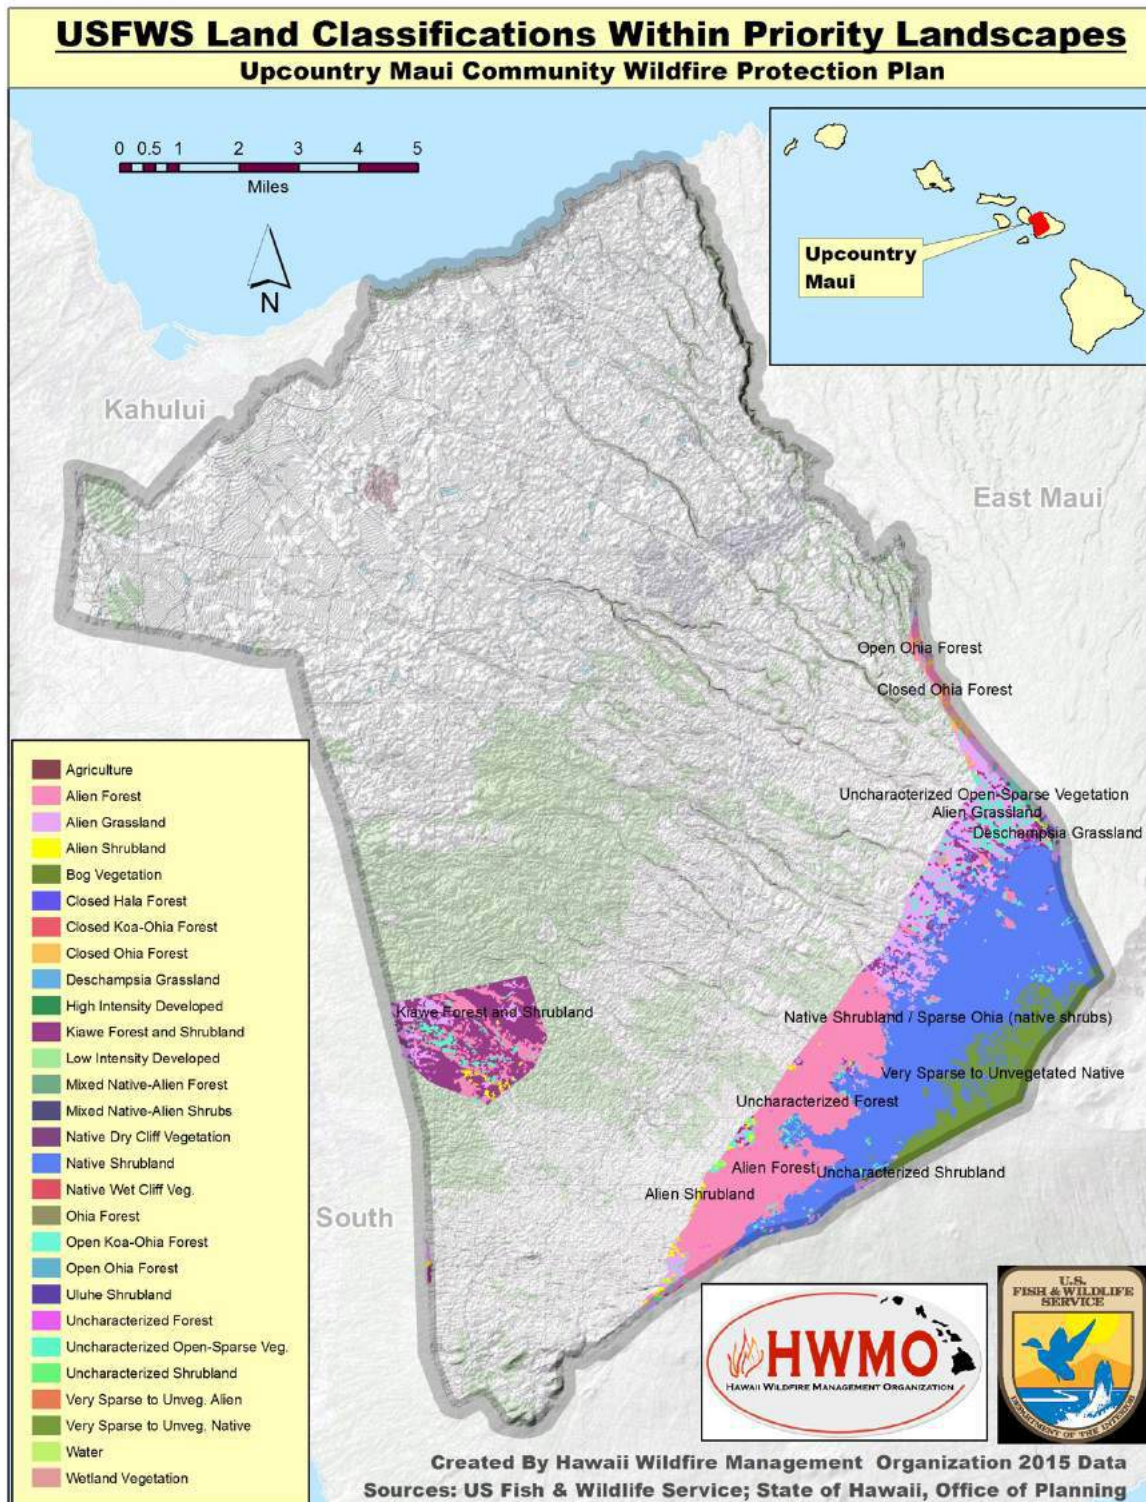 USFWS Land Classifications Within Priority Landscapes
Upcountry Maui Community Wildfire Protection Plan
0 0.5 1 2 3 4 5
Miles
N
Upcountry
Maui
Kahului
East Maui
Open Ohia Forest
Closed Ohia Forest
Uncharacterized Open-Sparse Vegetation
Alien Grassland
Deschampsia Grassland
Kiawe Forest and Shrubland
Native Shrubland / Sparse Ohia (native shrubs)
Very Sparse to Unvegetated Native
Uncharacterized Forest
Alien Forest
Uncharacterized Shrubland
Alien Shrubland
South
Agriculture
Alien Forest
Alien Grassland
Alien Shrubland
Bog Vegetation
Closed Hala Forest
Closed Koa-Ohia Forest
Closed Ohia Forest
Deschampsia Grassland
High Intensity Developed
Kiawe Forest and Shrubland
Low Intensity Developed
Mixed Native-Alien Forest
Mixed Native-Alien Shrubs
Native Dry Cliff Vegetation
Native Shrubland
Native Wet Cliff Veg.
Ohia Forest
Open Koa-Ohia Forest
Open Ohia Forest
Uluhe Shrubland
Uncharacterized Forest
Uncharacterized Open-Sparse Veg.
Uncharacterized Shrubland
Very Sparse to Unveg. Alien
Very Sparse to Unveg. Native
Water
Wetland Vegetation
HWMO
HAWAII WILDFIRE MANAGEMENT ORGANIZATION
U.S.
FISH & WILDLIFE
SERVICE
DEPARTMENT OF THE INTERIOR
Created By Hawaii Wildfire Management Organization 2015 Data
Sources: US Fish & Wildlife Service; State of Hawaii, Office of Planning